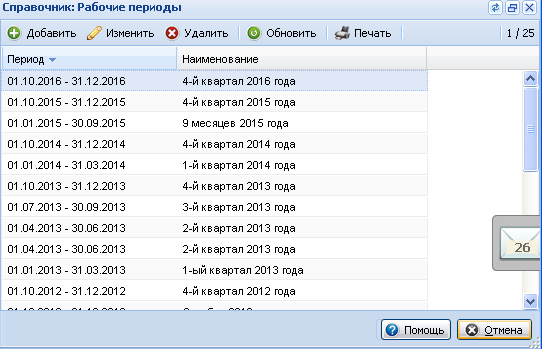 Справочник: Рабочие периоды
Добавить Изменить Удалить Обновить Печать 1 / 25
Период Наименование
01.10.2016 - 31.12.2016 4-й квартал 2016 года
01.10.2015 - 31.12.2015 4-й квартал 2015 года
01.01.2015 - 30.09.2015 9 месяцев 2015 года
01.10.2014 - 31.12.2014 4-й квартал 2014 года
01.01.2014 - 31.03.2014 1-й квартал 2014 года
01.10.2013 - 31.12.2013 4-й квартал 2013 года
01.07.2013 - 30.09.2013 3-й квартал 2013 года
01.04.2013 - 30.06.2013 2-й квартал 2013 года
01.04.2013 - 30.06.2013 2-й квартал 2013 года
01.01.2013 - 31.03.2013 1-ый квартал 2013 года
01.10.2012 - 31.12.2012 4-й квартал 2012 года
26
Помощь Отмена